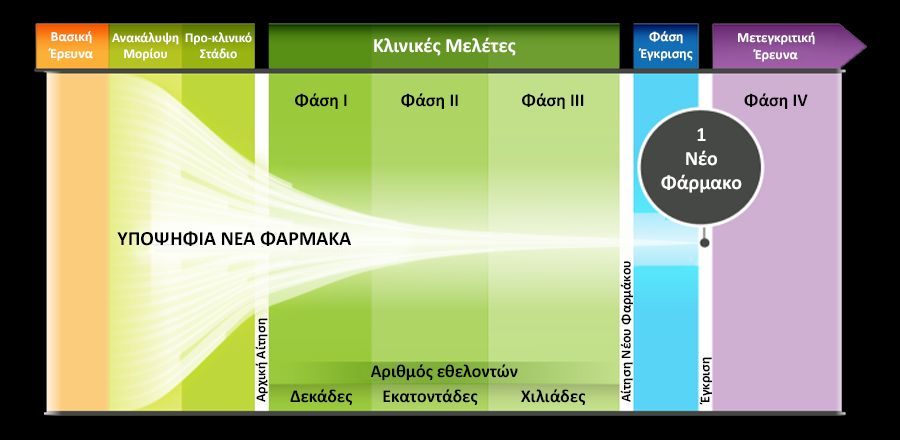 Βασική
Έρευνα
Ανακάλυψη
Μορίου
Προ-κλινικό
Στάδιο
Κλινικές Μελέτες
Φάση
Έγκρισης
Μετεγκριτική
Έρευνα
Φάση I
Φάση II
Φάση III
Φάση IV
1
Νέο
Φάρμακο
ΥΠΟΨΗΦΙΑ ΝΕΑ ΦΑΡΜΑΚΑ
Αρχική Αίτηση
Αίτηση Νέου Φαρμάκου
Έγκριση
Αριθμός εθελοντών
Δεκάδες
Εκατοντάδες
Χιλιάδες